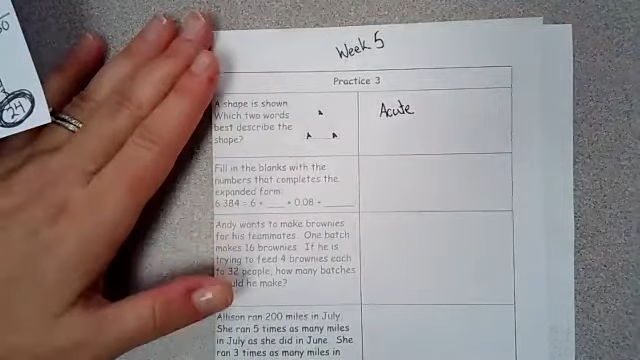 Week 5
Practice 3
A shape is shown.
Which two words
best describe the
shape?
Acute
24
Fill in the blanks with the
numbers that completes the
expanded form.
6.384 = 6 + ___ + 0.08 + ______
Andy wants to make brownies
for his teammates. One batch
makes 16 brownies. If he is
trying to feed 4 brownies each
to 32 people, how many batches
he make?
Allison ran 200 miles in July.
She ran 5 times as many miles
in July as she did in June. She
ran 3 times as many miles in